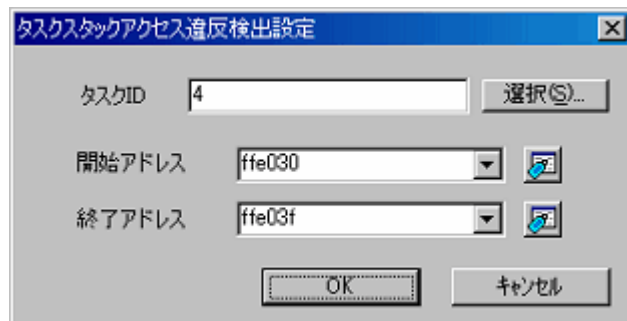 タスクスタックアクセス違反検出設定
タスクID 4 選択(S)...
開始アドレス ffe030
終了アドレス ffe03f
OK キャンセル